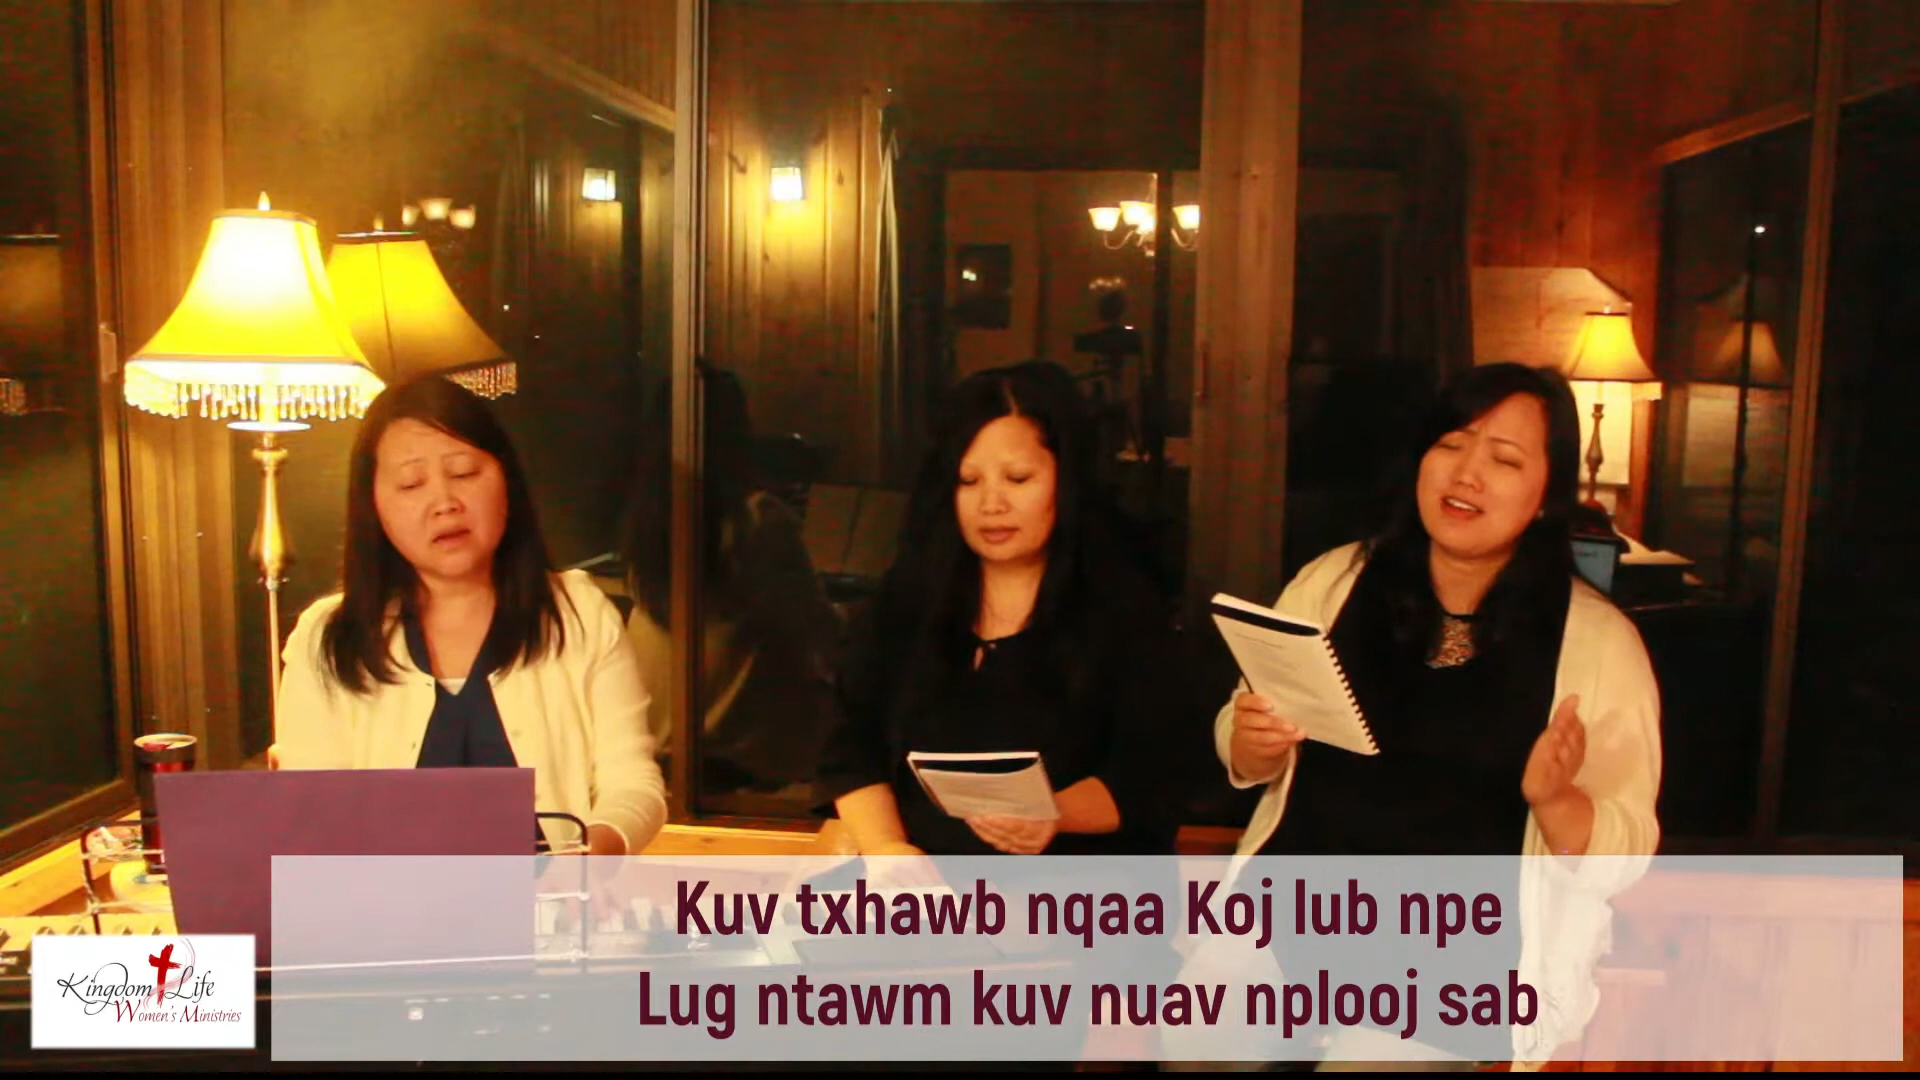 Kuv txhawb nqaa Koj lub npe
Lug ntawm kuv nuav nplooj sab
Kingdom Life
Women's Ministries